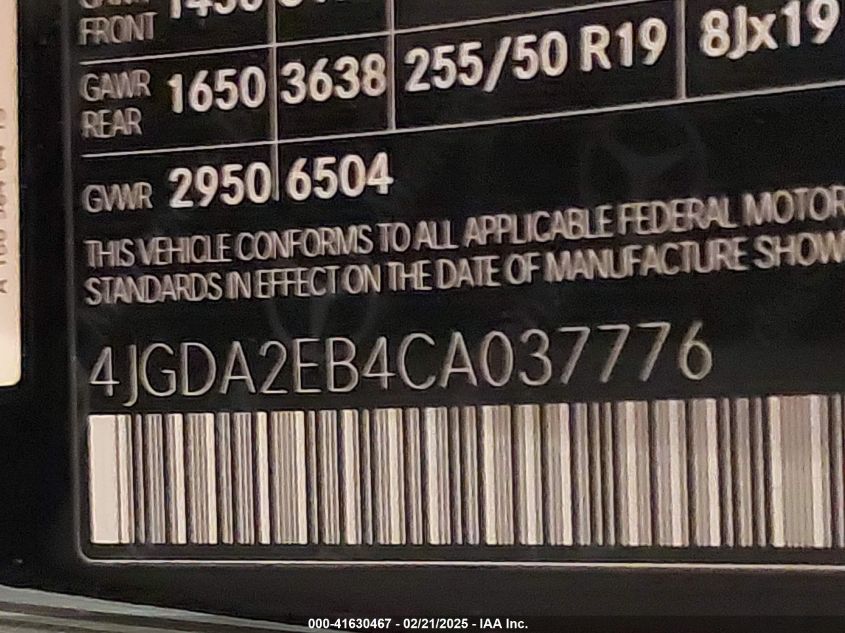 FRONT
GAWR REAR 1650 3638 255/50 R19 8Jx19
GVWR 2950 6504
THIS VEHICLE CONFORMS TO ALL APPLICABLE FEDERAL MOTOR
STANDARDS IN EFFECT ON THE DATE OF MANUFACTURE SHOW
4JGDA2EB4CA037776
000-41630467 - 02/21/2025 - IAA Inc.